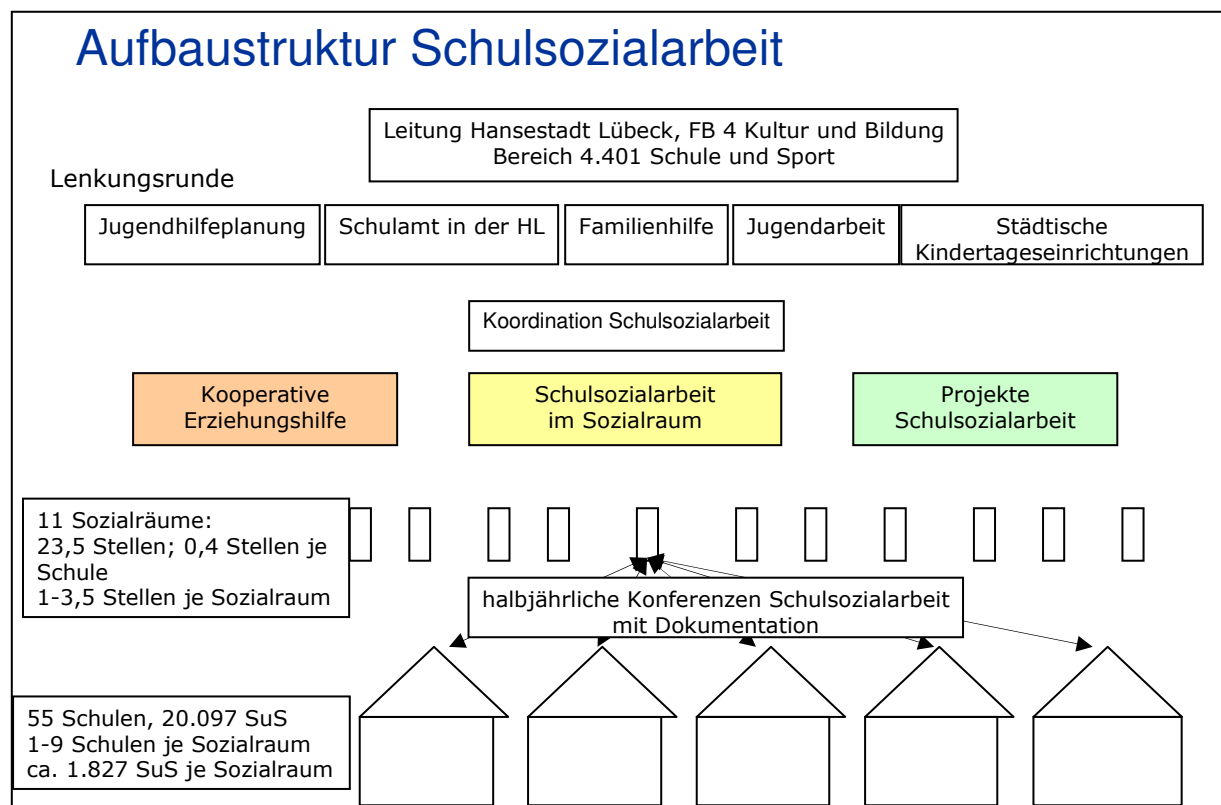 Aufbaustruktur Schulsozialarbeit
Leitung Hansestadt Lübeck, FB 4 Kultur und Bildung
Bereich 4.401 Schule und Sport
Lenkungsrunde
Jugendhilfeplanung
Schulamt in der HL
Familienhilfe
Jugendarbeit
Städtische
Kindertageseinrichtungen
Koordination Schulsozialarbeit
Kooperative
Erziehungshilfe
Schulsozialarbeit
im Sozialraum
Projekte
Schulsozialarbeit
11 Sozialräume:
23,5 Stellen; 0,4 Stellen je
Schule
1-3,5 Stellen je Sozialraum
halbjährliche Konferenzen Schulsozialarbeit
mit Dokumentation
55 Schulen, 20.097 SuS
1-9 Schulen je Sozialraum
ca. 1.827 SuS je Sozialraum